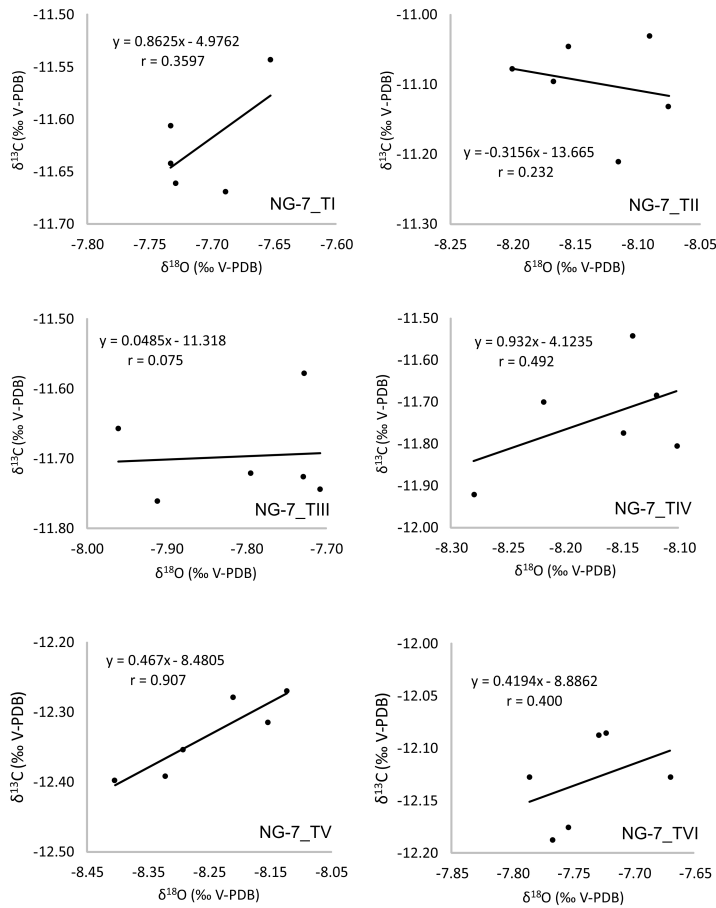 -11.50
-11.55
-11.60
-11.65
-11.70
δ13C (‰ V-PDB)
y = 0.8625x - 4.9762
r = 0.3597
NG-7_TI
-7.80 -7.75 -7.70 -7.65 -7.60
δ18O (‰ V-PDB)
-11.00
-11.10
-11.20
-11.30
δ13C (‰ V-PDB)
y = -0.3156x - 13.665
r = 0.232
NG-7_TII
-8.25 -8.20 -8.15 -8.10 -8.05
δ18O (‰ V-PDB)
-11.50
-11.60
-11.70
-11.80
δ13C (‰ V-PDB)
y = 0.0485x - 11.318
r = 0.075
NG-7_TIII
-8.00 -7.90 -7.80 -7.70
δ18O (‰ V-PDB)
-11.50
-11.60
-11.70
-11.80
-11.90
-12.00
δ13C (‰ V-PDB)
y = 0.932x - 4.1235
r = 0.492
NG-7_TIV
-8.30 -8.25 -8.20 -8.15 -8.10
δ18O (‰ V-PDB)
-12.20
-12.30
-12.40
-12.50
δ13C (‰ V-PDB)
y = 0.467x - 8.4805
r = 0.907
NG-7_TV
-8.45 -8.35 -8.25 -8.15 -8.05
δ18O (‰ V-PDB)
-12.00
-12.05
-12.10
-12.15
-12.20
δ13C (‰ V-PDB)
y = 0.4194x - 8.8862
r = 0.400
NG-7_TVI
-7.85 -7.80 -7.75 -7.70 -7.65
δ18O (‰ V-PDB)